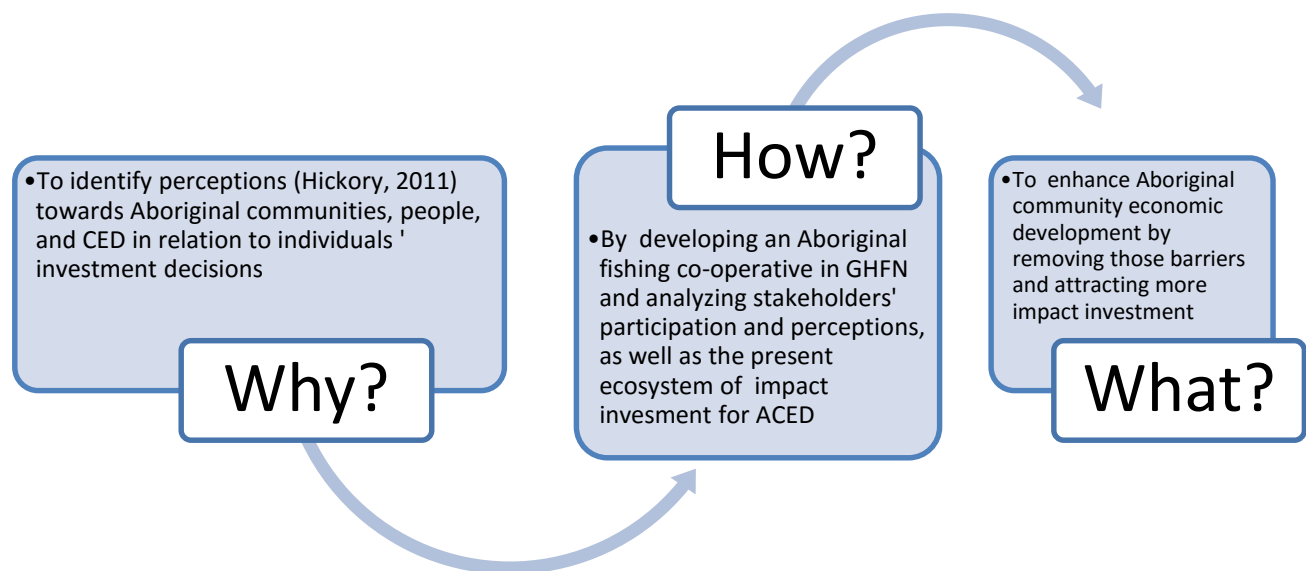 •To identify perceptions (Hickory, 2011)
towards Aboriginal communities, people,
and CED in relation to individuals '
investment decisions
Why?
How?
•By developing an Aboriginal
fishing co-operative in GHFN
and analyzing stakeholders'
participation and perceptions,
as well as the present
ecosystem of impact
invesment for ACED
•To enhance Aboriginal
community economic
development by
removing those barriers
and attracting more
impact investment
What?